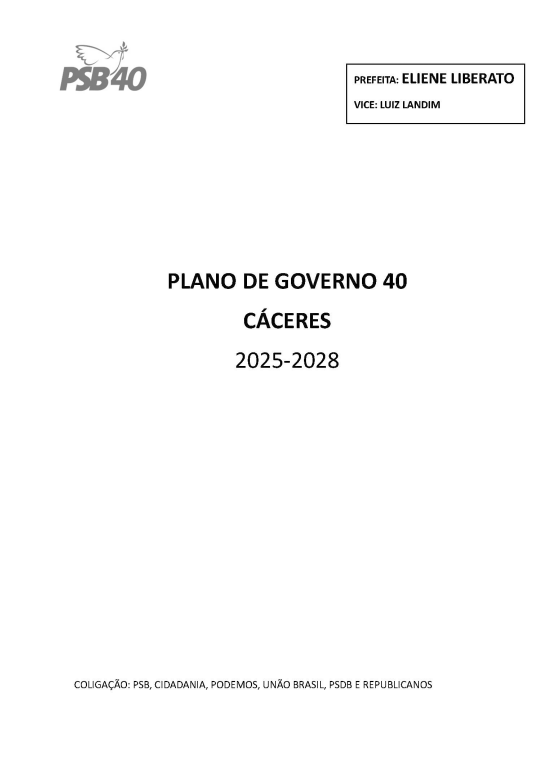 PSB40
PREFEITA: ELIENE LIBERATO
VICE: LUIZ LANDIM
PLANO DE GOVERNO 40
CÁCERES
2025-2028
COLIGAÇÃO: PSB, CIDADANIA, PODEMOS, UNÃO BRASIL, PSDB E REPUBLICANOS